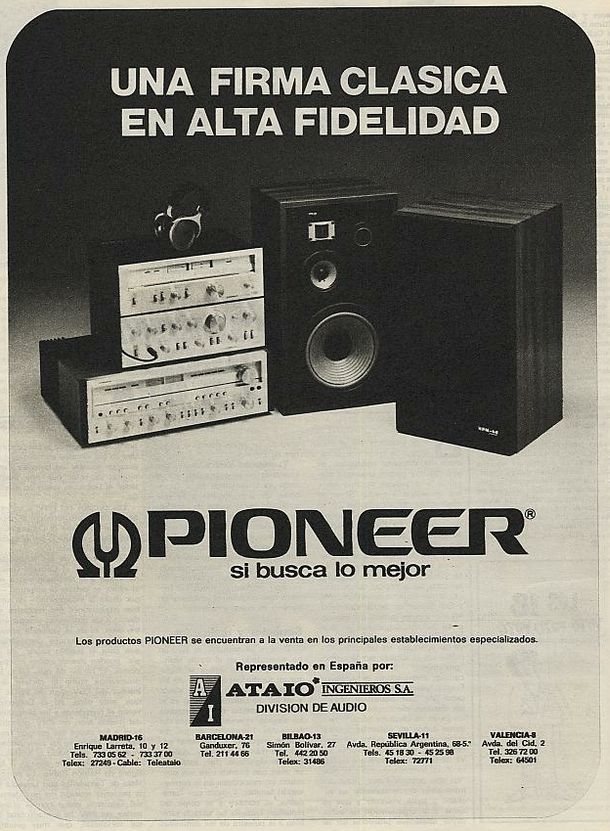 UNA FIRMA CLASICA
EN ALTA FIDELIDAD
PIONEER®
si busca lo mejor
Los productos PIONEER se encuentran a la venta en los principales establecimientos especializados.
Representado en España por:
AI ATAIO* INGENIEROS S.A.
DIVISION DE AUDIO
MADRID-16
Enrique Larreta, 10 y 12
Tels. 733 05 62 - 733 37 00
Telex: 27249 - Cable: Teleataio
BARCELONA-21
Ganduxer, 76
Tel. 211 44 66
BILBAO-13
Simón Bolívar, 27
Tel. 442 20 50
Telex: 31486
SEVILLA-11
Avda. República Argentina, 68-5.º
Tels. 45 18 30 - 45 25 98
Telex: 72771
VALENCIA-8
Avda. del Cid, 2
Tel. 326 72 00
Telex: 64501